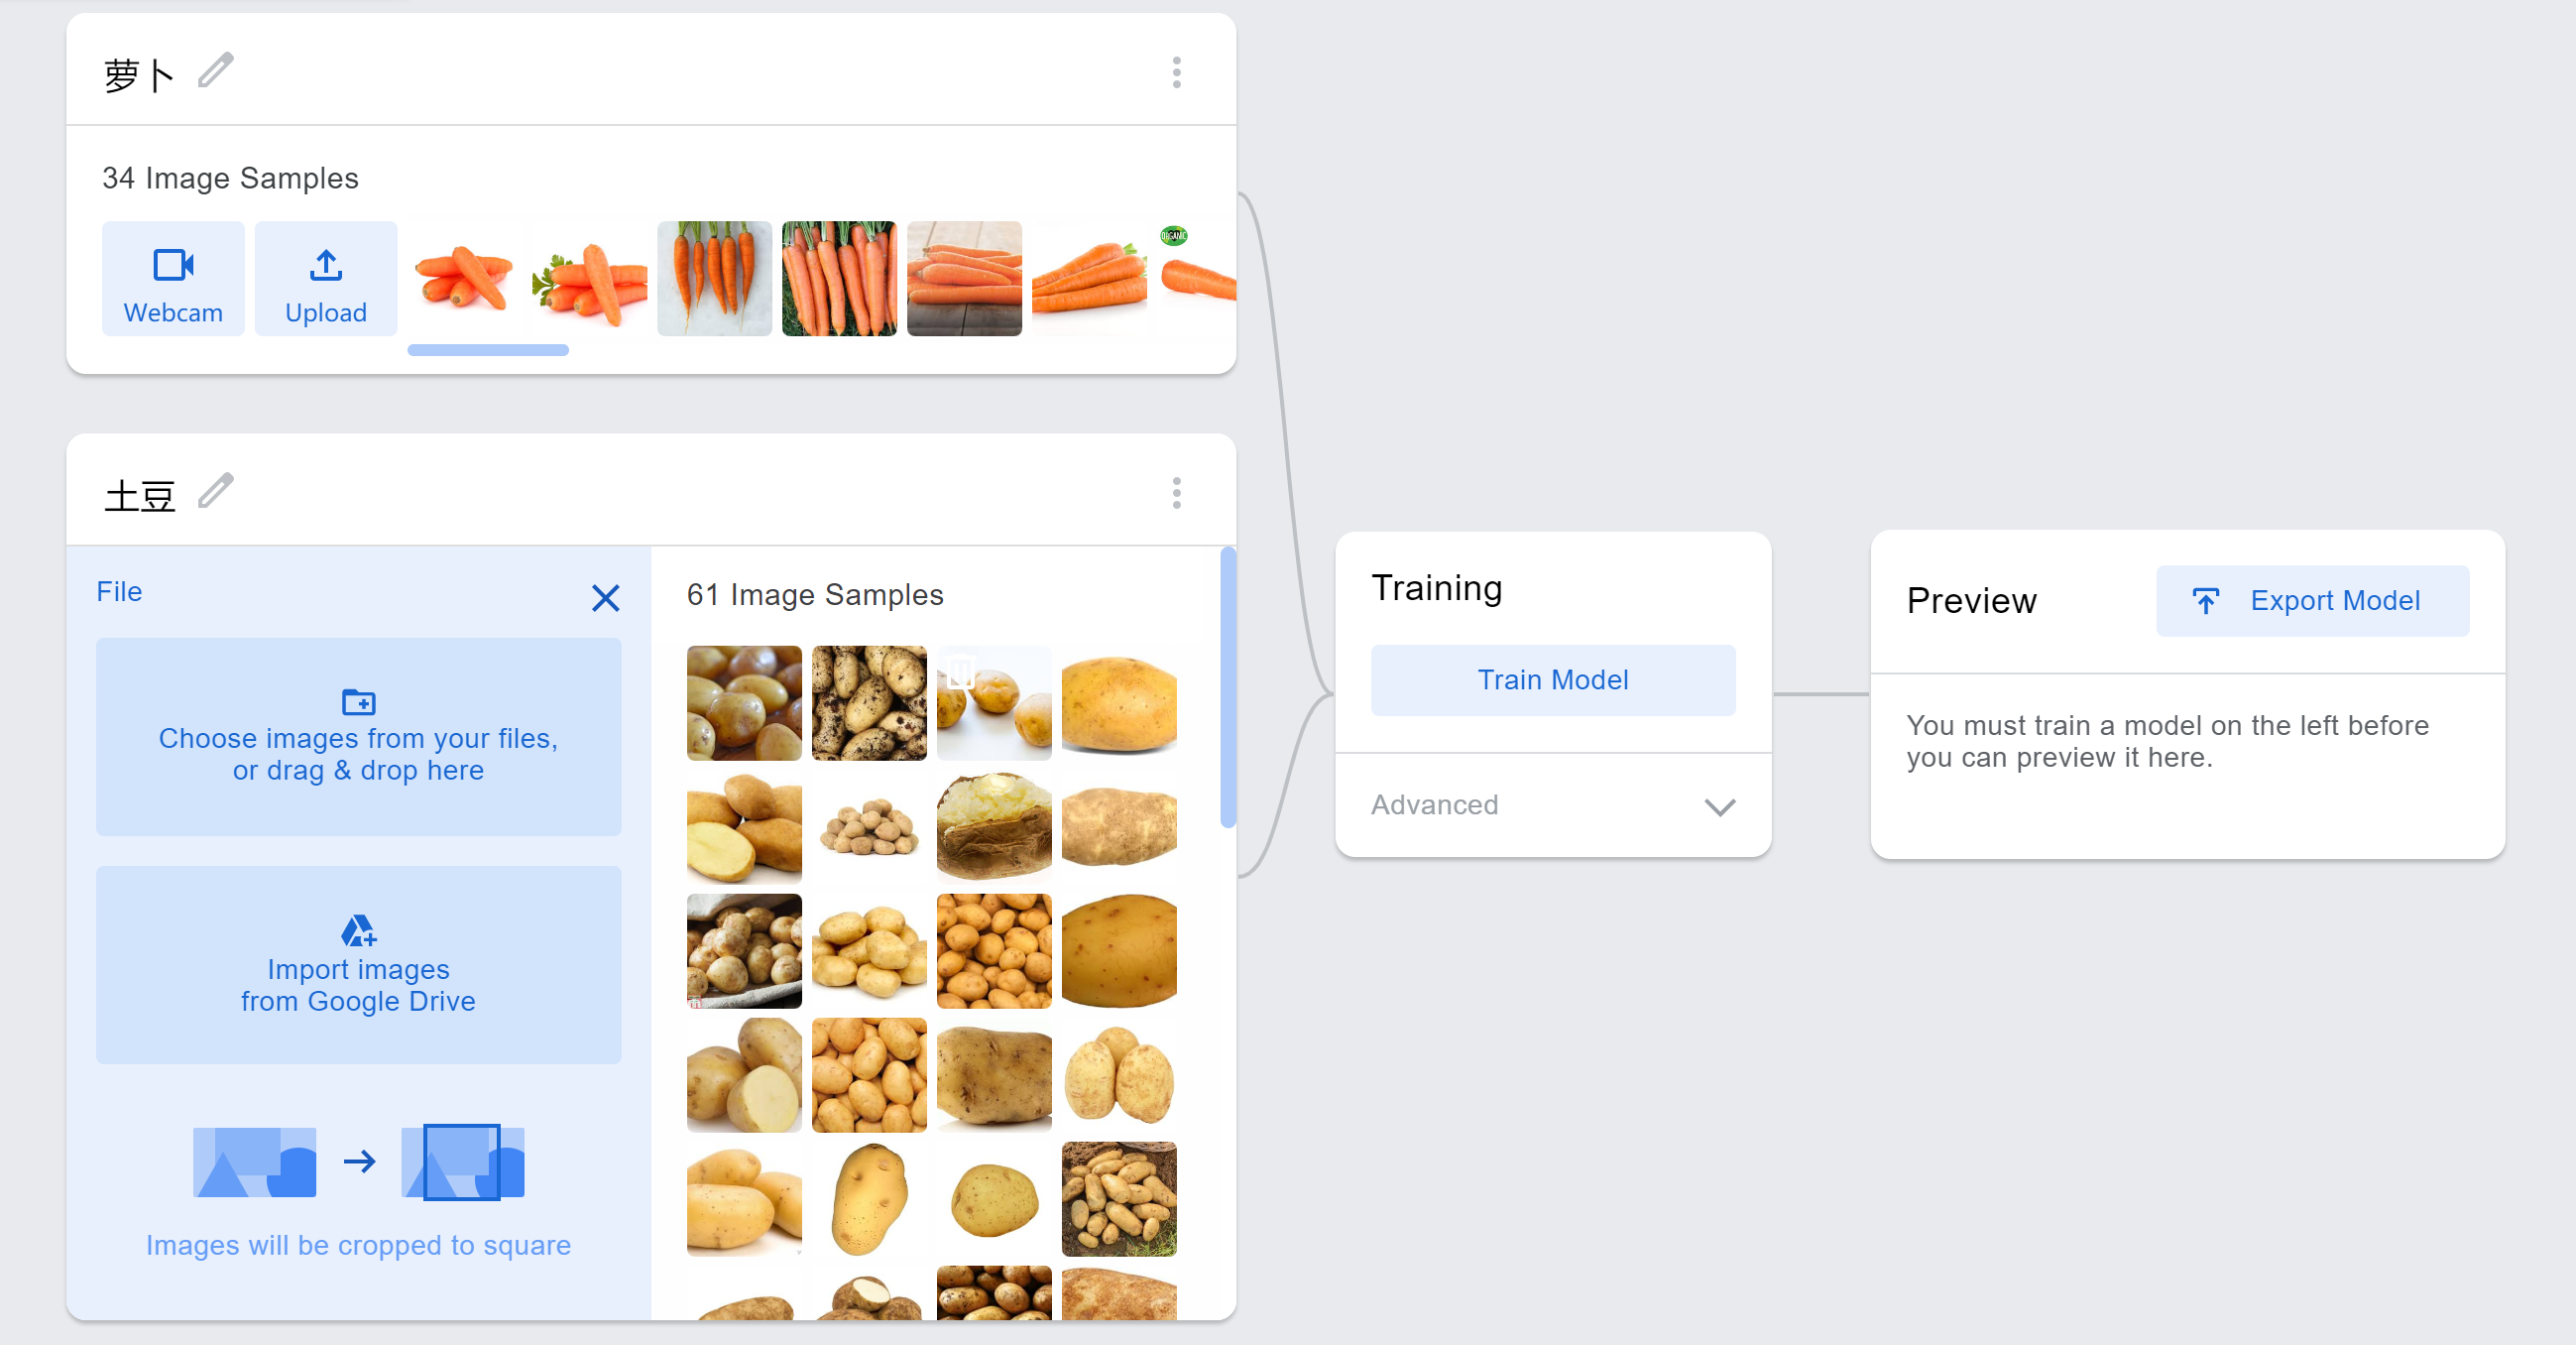 萝卜
34 Image Samples
Webcam
Upload
ORGANIC
土豆
File
Choose images from your files,
or drag & drop here
Import images
from Google Drive
Images will be cropped to square
61 Image Samples
Training
Train Model
Advanced
Preview
Export Model
You must train a model on the left before
you can preview it here.